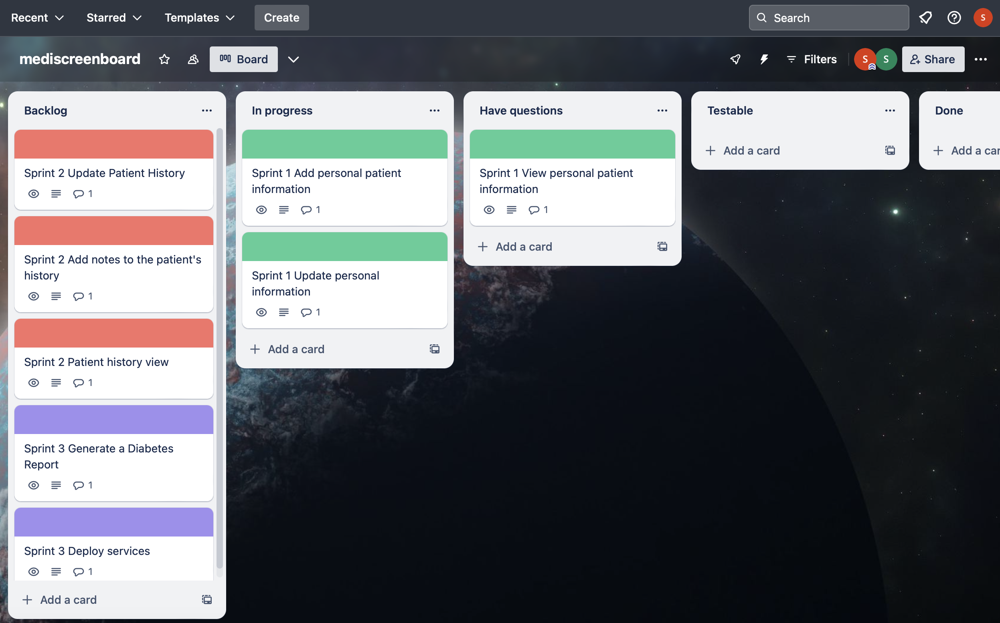 Recent
Starred
Templates
Create
Search
S
mediscreenboard
Board
Filters
S
S
Share
Backlog
Sprint 2 Update Patient History
1
Sprint 2 Add notes to the patient's
history
1
Sprint 2 Patient history view
1
Sprint 3 Generate a Diabetes
Report
1
Sprint 3 Deploy services
1
Add a card
In progress
Sprint 1 Add personal patient
information
1
Sprint 1 Update personal
information
1
Add a card
Have questions
Sprint 1 View personal patient
information
1
Add a card
Testable
Add a card
Done
Add a car